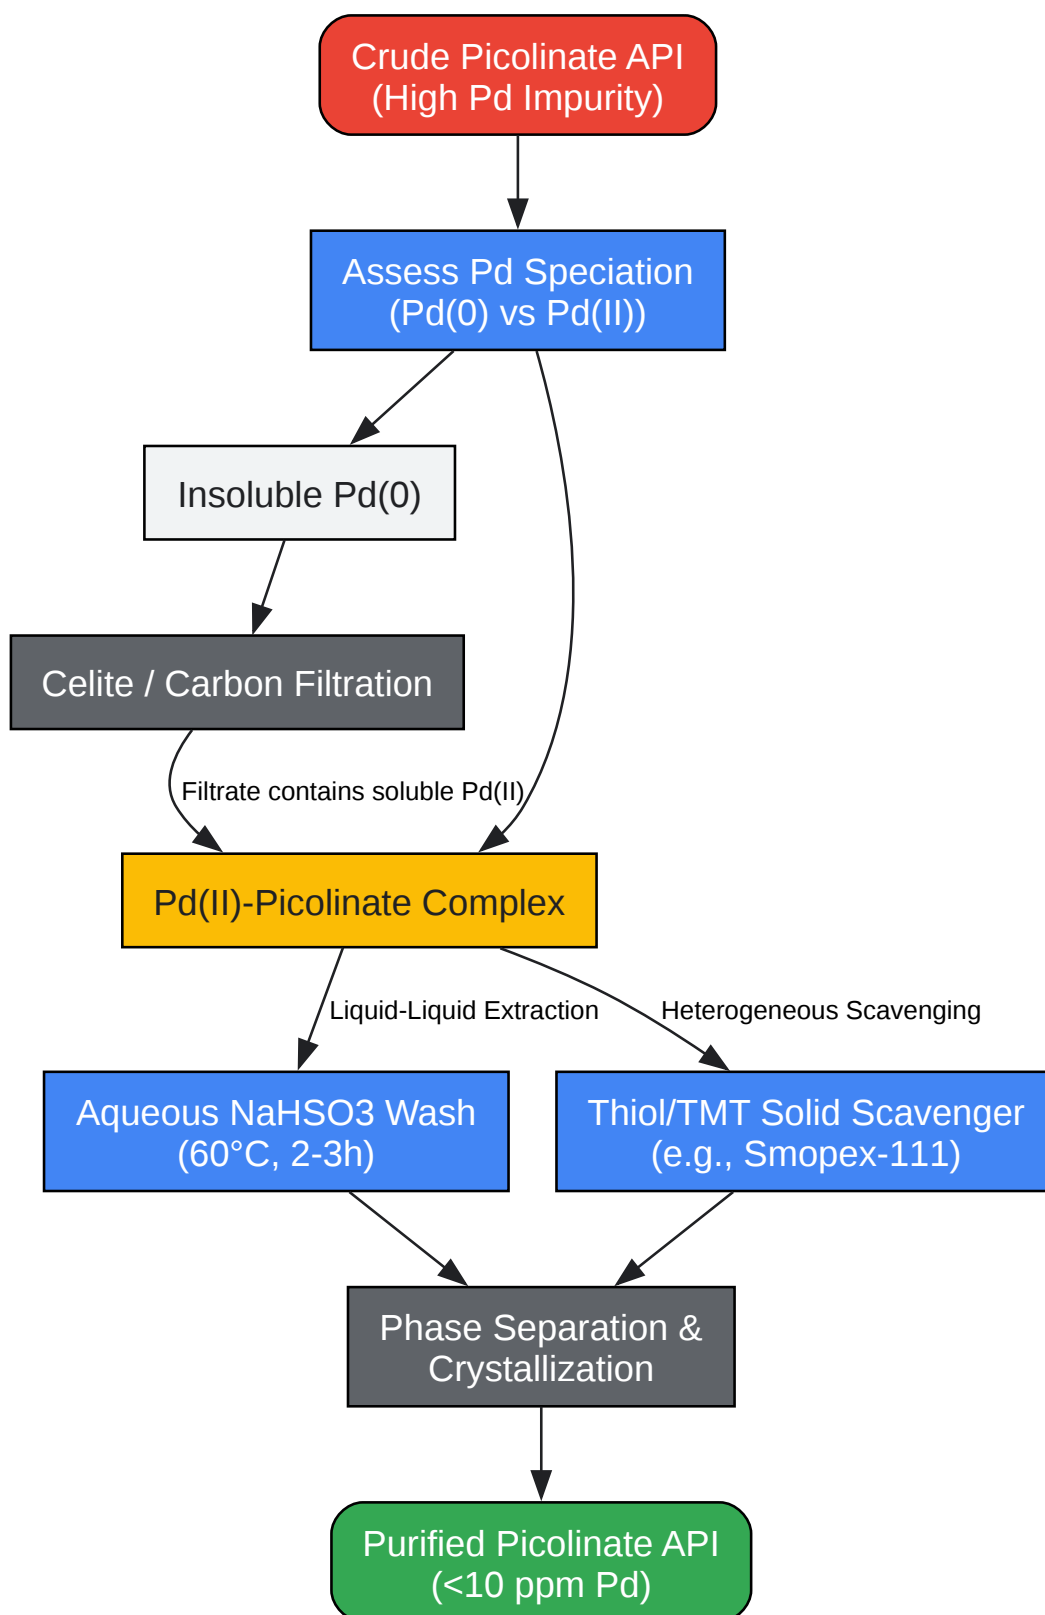 Crude Picolinate API
(High Pd Impurity)
Assess Pd Speciation
(Pd(0) vs Pd(II))
Insoluble Pd(0)
Celite / Carbon Filtration
Filtrate contains soluble Pd(II)
Pd(II)-Picolinate Complex
Liquid-Liquid Extraction
Heterogeneous Scavenging
Aqueous NaHSO3 Wash
(60°C, 2-3h)
Thiol/TMT Solid Scavenger
(e.g., Smopex-111)
Phase Separation &
Crystallization
Purified Picolinate API
(<10 ppm Pd)